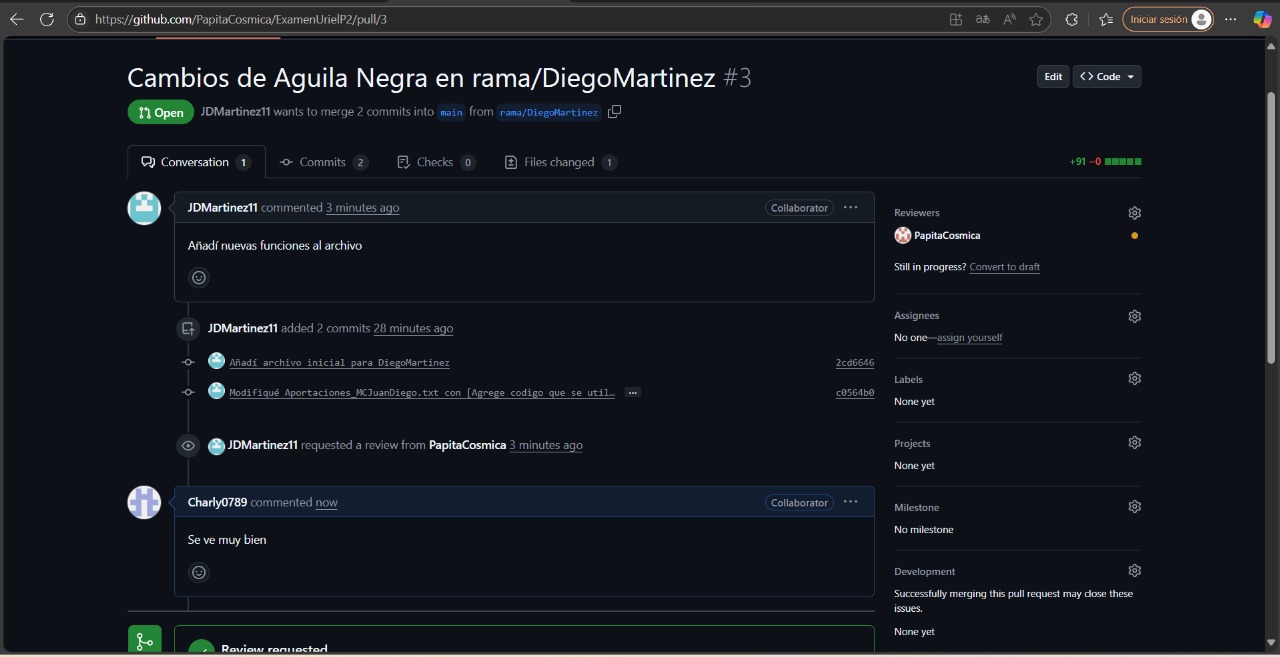 https://github.com/PapitaCosmica/ExamenUrielP2/pull/3
Iniciar sesión
Cambios de Aguila Negra en rama/DiegoMartinez #3
Edit
Code
Open
JDMartinez11 wants to merge 2 commits into main from rama/DiegoMartinez
Conversation 1
Commits 2
Checks 0
Files changed 1
+91 −0
JDMartinez11 commented 3 minutes ago
Collaborator
Añadí nuevas funciones al archivo
JDMartinez11 added 2 commits 28 minutes ago
Añadí archivo inicial para DiegoMartinez
2cd6646
Modifiqué Aportaciones_MCJuanDiego.txt con [Agrege codigo que se util…
c0564b0
JDMartinez11 requested a review from PapitaCosmica 3 minutes ago
Charly0789 commented now
Collaborator
Se ve muy bien
Review requested
Reviewers
PapitaCosmica
Still in progress? Convert to draft
Assignees
No one—assign yourself
Labels
None yet
Projects
None yet
Milestone
No milestone
Development
Successfully merging this pull request may close these
issues.
None yet